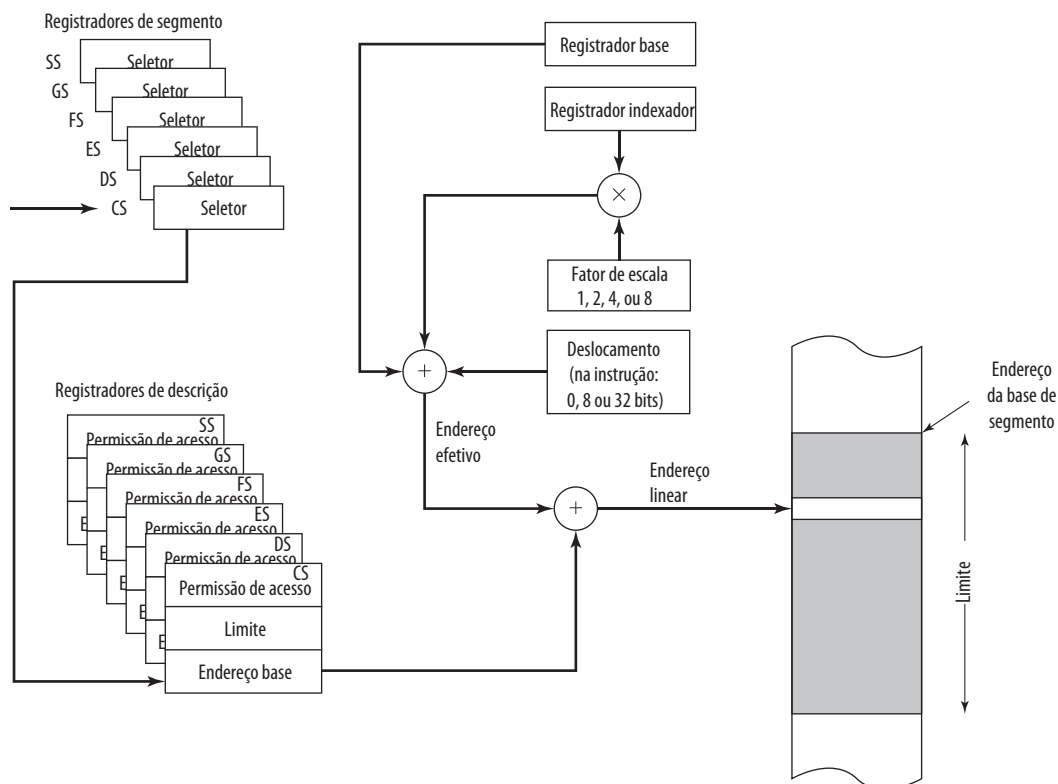 Registradores de segmento
SS
Seletor
GS
Seletor
FS
Seletor
ES
Seletor
DS
Seletor
CS
Seletor
Registrador base
Registrador indexador
×
Fator de escala
1, 2, 4, ou 8
+
Deslocamento
(na instrução:
0, 8 ou 32 bits)
Endereço
efetivo
Endereço
da base de
segmento
Registradores de descrição
SS
Permissão de acesso
GS
Permissão de acesso
FS
Permissão de acesso
ES
Permissão de acesso
DS
Permissão de acesso
CS
Permissão de acesso
E
E
E
E
E
Limite
Endereço base
+
Endereço
linear
Limite